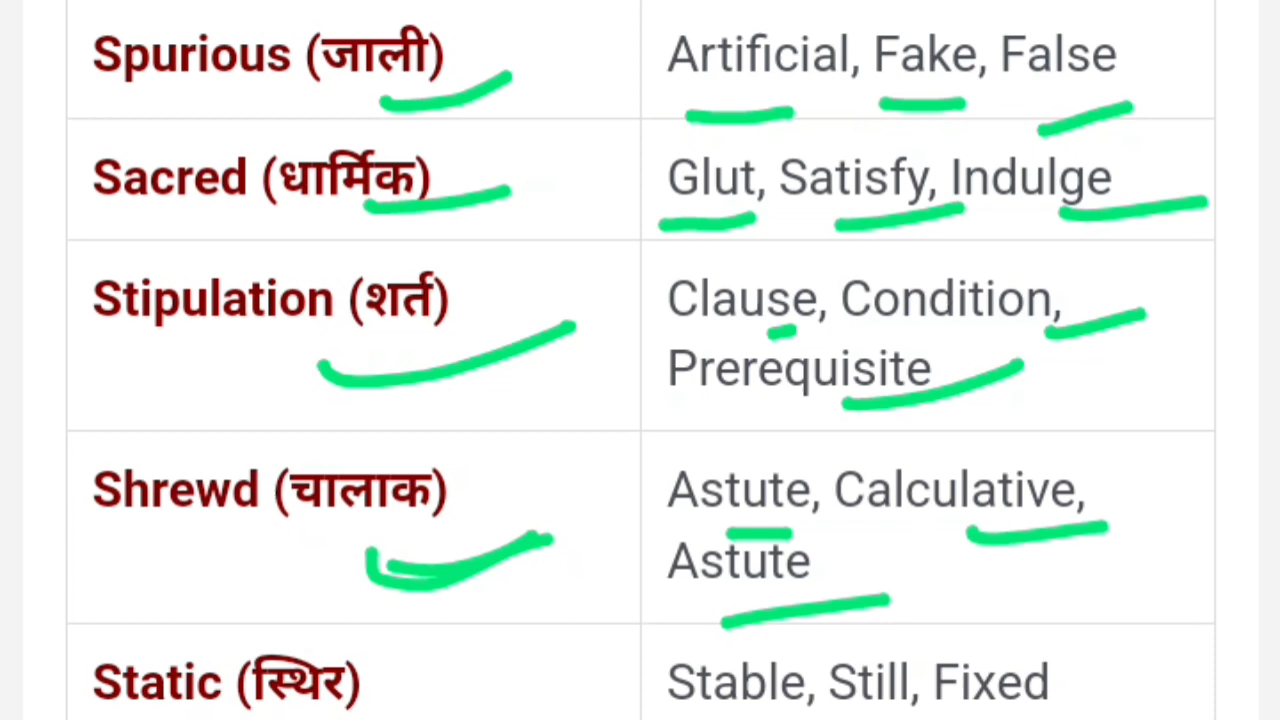 Spurious (जाली) Artificial, Fake, False
Sacred (धार्मिक) Glut, Satisfy, Indulge
Stipulation (शर्त) Clause, Condition,
Prerequisite
Shrewd (चालाक) Astute, Calculative,
Astute
Static (स्थिर) Stable, Still, Fixed